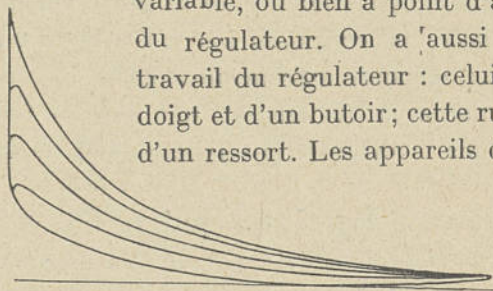 variable, ou bien à point d'a
du régulateur. On a aussi
travail du régulateur : celui
doigt et d'un butoir; cette ru
d'un ressort. Les appareils d